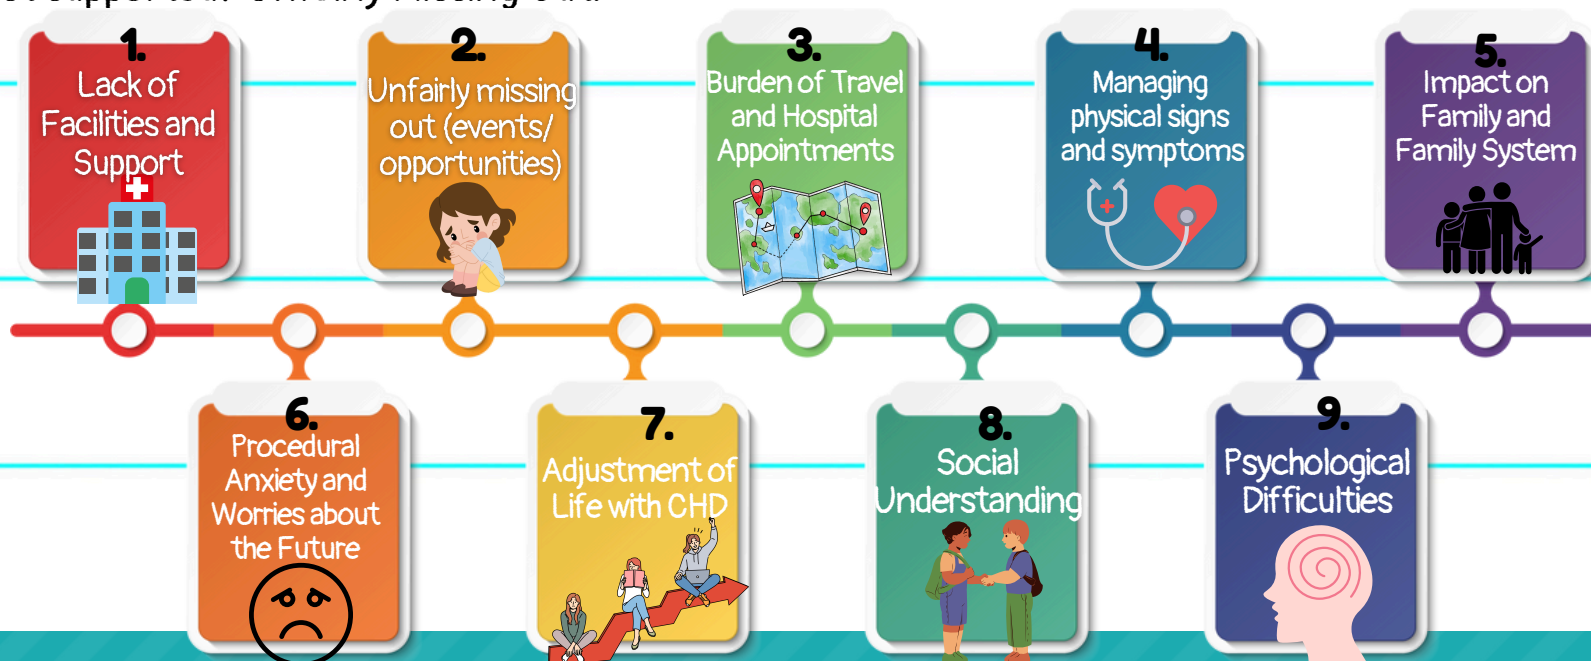 1.
Lack of
Facilities and
Support
2.
Unfairly missing
out (events/
opportunities)
3.
Burden of Travel
and Hospital
Appointments
4.
Managing
physical signs
and symptoms
5.
Impact on
Family and
Family System
6.
Procedural
Anxiety and
Worries about
the Future
7.
Adjustment of
Life with CHD
8.
Social
Understanding
9.
Psychological
Difficulties